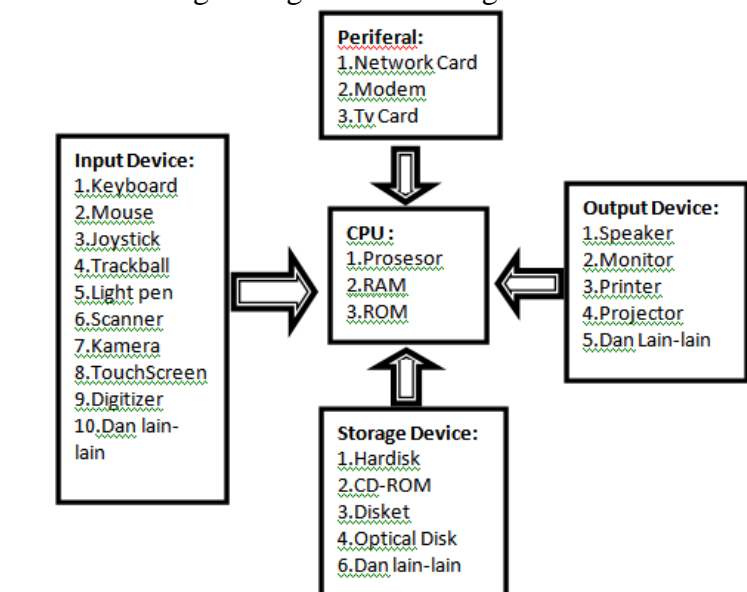 Periferal:
1.Network Card
2.Modem
3.Tv Card
Input Device:
1.Keyboard
2.Mouse
3.Joystick
4.Trackball
5.Light pen
6.Scanner
7.Kamera
8.TouchScreen
9.Digitizer
10.Dan lain-
lain
CPU :
1.Prosesor
2.RAM
3.ROM
Output Device:
1.Speaker
2.Monitor
3.Printer
4.Projector
5.Dan Lain-lain
Storage Device:
1.Hardisk
2.CD-ROM
3.Disket
4.Optical Disk
6.Dan lain-lain